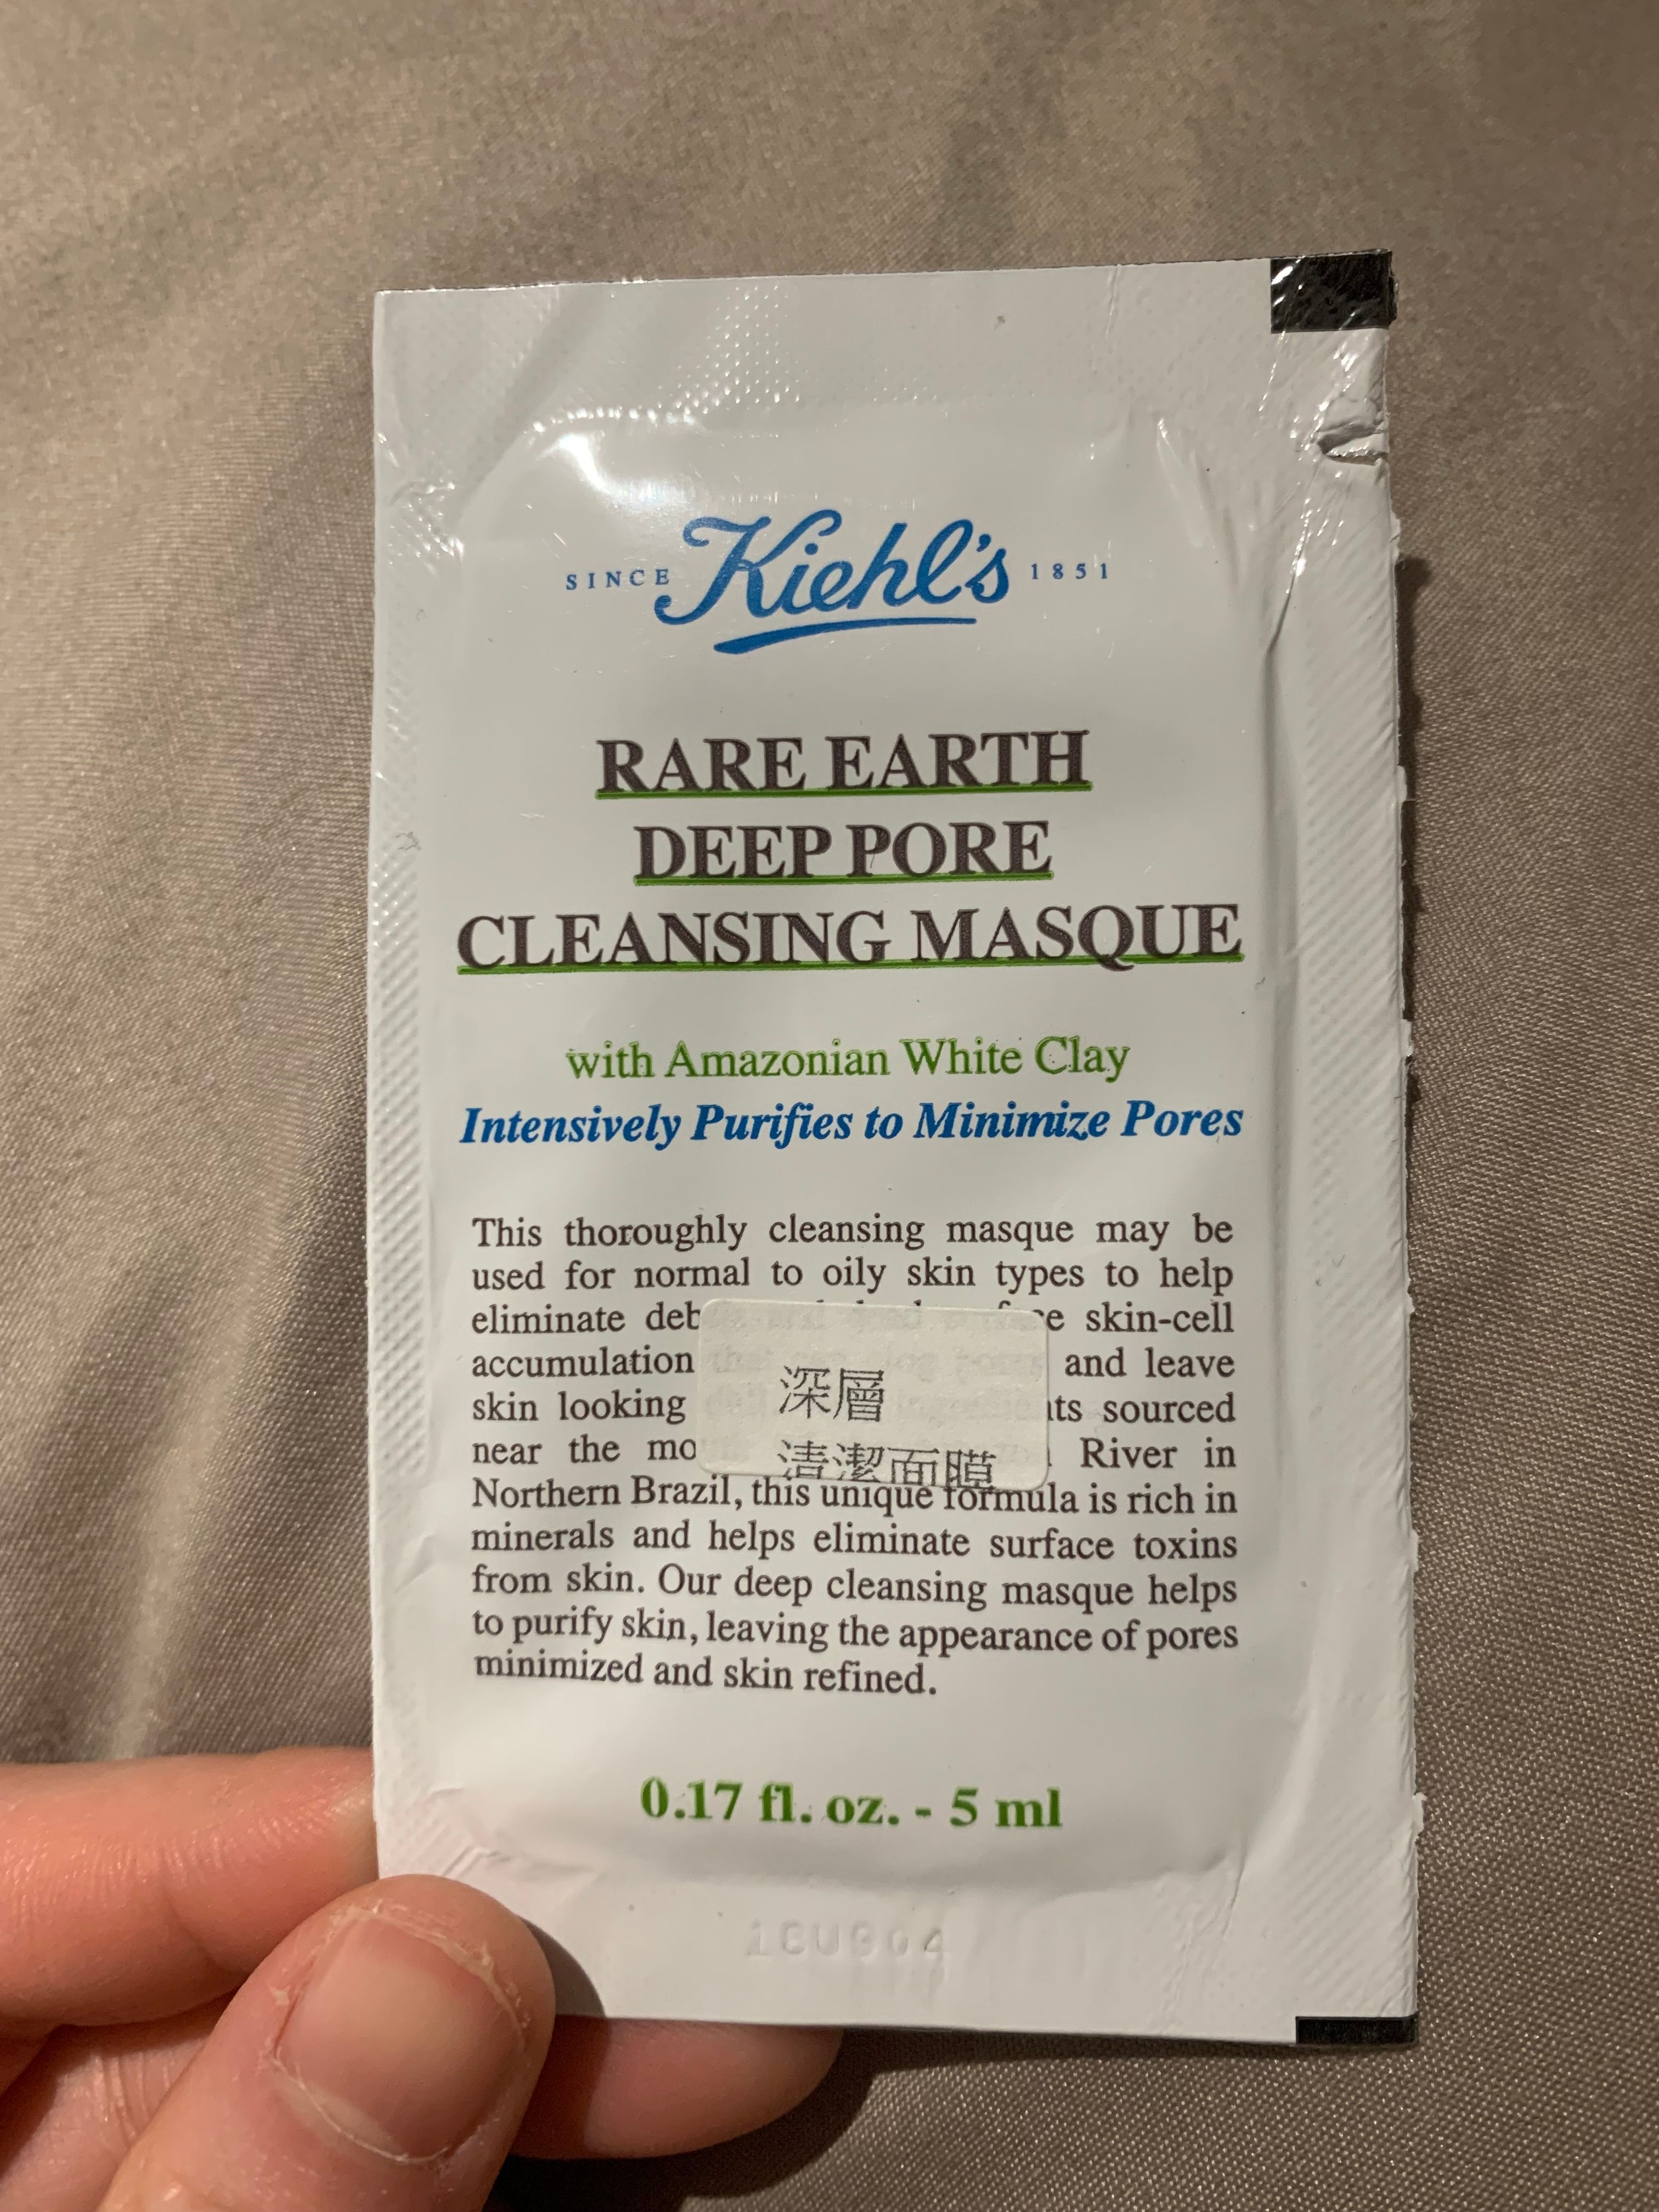 SINCE Kiehl's 1851
RARE EARTH
DEEP PORE
CLEANSING MASQUE
with Amazonian White Clay
Intensively Purifies to Minimize Pores
This thoroughly cleansing masque may be
used for normal to oily skin types to help
eliminate skin-cell
accumulation and leave
skin looking sourced
near the River in
深層
清潔面膜
Northern Brazil, this unique formula is rich in
minerals and helps eliminate surface toxins
from skin. Our deep cleansing masque helps
to purify skin, leaving the appearance of pores
minimized and skin refined.
0.17 fl. oz. - 5 ml